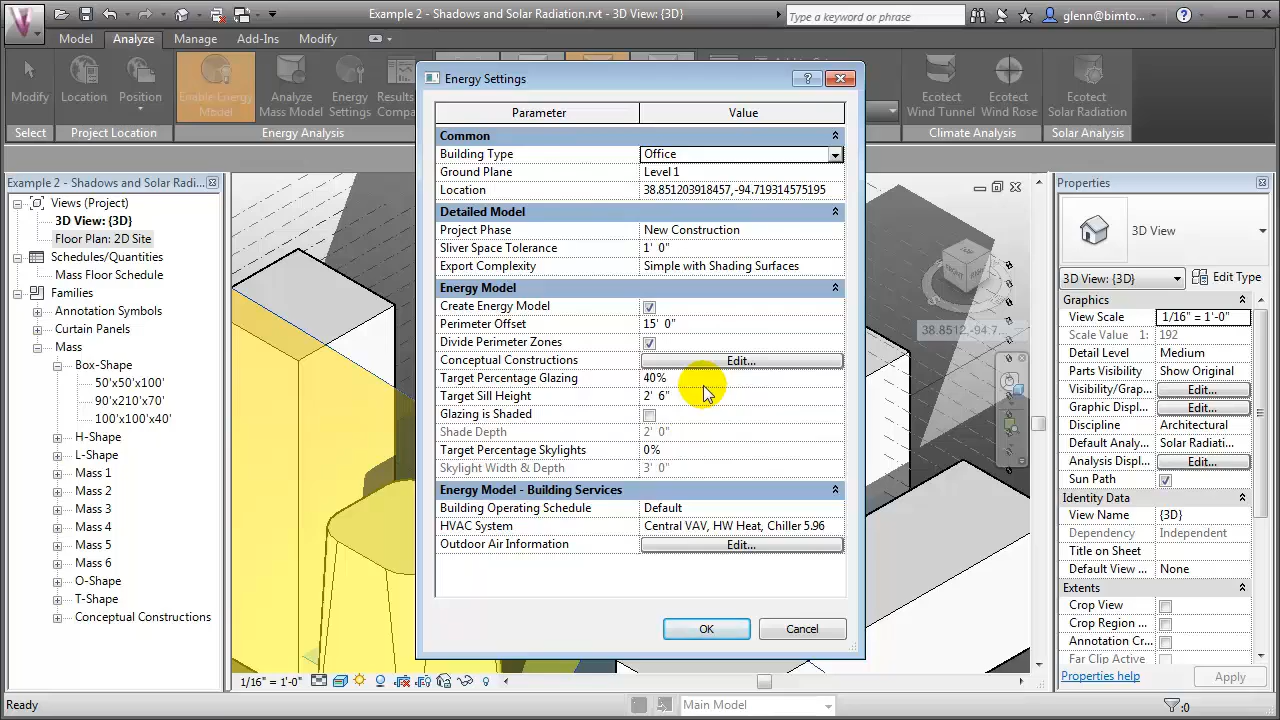 Example 2 - Shadows and Solar Radiation.rvt - 3D View: {3D}
Type a keyword or phrase
glenn@bimto...
Model Analyze Manage Add-Ins Modify
Modify
Location
Position
Enable Energy Model
Analyze Mass Model
Energy Settings
Results
Ecotect Wind Tunnel
Ecotect Wind Rose
Ecotect Solar Radiation
Select
Project Location
Energy Analysis
Climate Analysis
Solar Analysis
Example 2 - Shadows and Solar Radi...
Views (Project)
3D View: {3D}
Floor Plan: 2D Site
Schedules/Quantities
Mass Floor Schedule
Families
Annotation Symbols
Curtain Panels
Mass
Box-Shape
50'x50'x100'
90'x210'x70'
100'x100'x40'
H-Shape
L-Shape
Mass 1
Mass 2
Mass 3
Mass 4
Mass 5
Mass 6
O-Shape
T-Shape
Conceptual Constructions
Energy Settings
Parameter Value
Common
Building Type Office
Ground Plane Level 1
Location 38.851203918457,-94.719314575195
Detailed Model
Project Phase New Construction
Sliver Space Tolerance 1' 0"
Export Complexity Simple with Shading Surfaces
Energy Model
Create Energy Model
Perimeter Offset 15' 0"
Divide Perimeter Zones
Conceptual Constructions Edit...
Target Percentage Glazing 40%
Target Sill Height 2' 6"
Glazing is Shaded
Shade Depth 2' 0"
Target Percentage Skylights 0%
Skylight Width & Depth 3' 0"
Energy Model - Building Services
Building Operating Schedule Default
HVAC System Central VAV, HW Heat, Chiller 5.96
Outdoor Air Information Edit...
OK Cancel
FRONT RIGHT
38.8512,-94.7...
Properties
3D View
3D View: {3D} Edit Type
Graphics
View Scale 1/16" = 1'-0"
Scale Value 1: 192
Detail Level Medium
Parts Visibility Show Original
Visibility/Grap... Edit...
Graphic Displ... Edit...
Discipline Architectural
Default Analy... Solar Radiati...
Analysis Displ... Edit...
Sun Path
Identity Data
View Name {3D}
Dependency Independent
Title on Sheet
Default View ... None
Extents
Crop View
Crop Region ...
Annotation Cr...
Far Clip Active
Properties help Apply
1/16" = 1'-0"
Ready
Main Model
:0